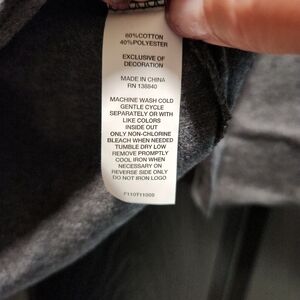 60%COTTON
40%POLYESTER
EXCLUSIVE OF
DECORATION
MADE IN CHINA
RN 138840
MACHINE WASH COLD
GENTLE CYCLE
SEPARATELY OR WITH
LIKE COLORS
INSIDE OUT
ONLY NON-CHLORINE
BLEACH WHEN NEEDED
TUMBLE DRY LOW
REMOVE PROMPTLY
COOL IRON WHEN
NECESSARY ON
REVERSE SIDE ONLY
DO NOT IRON LOGO
F110T11009